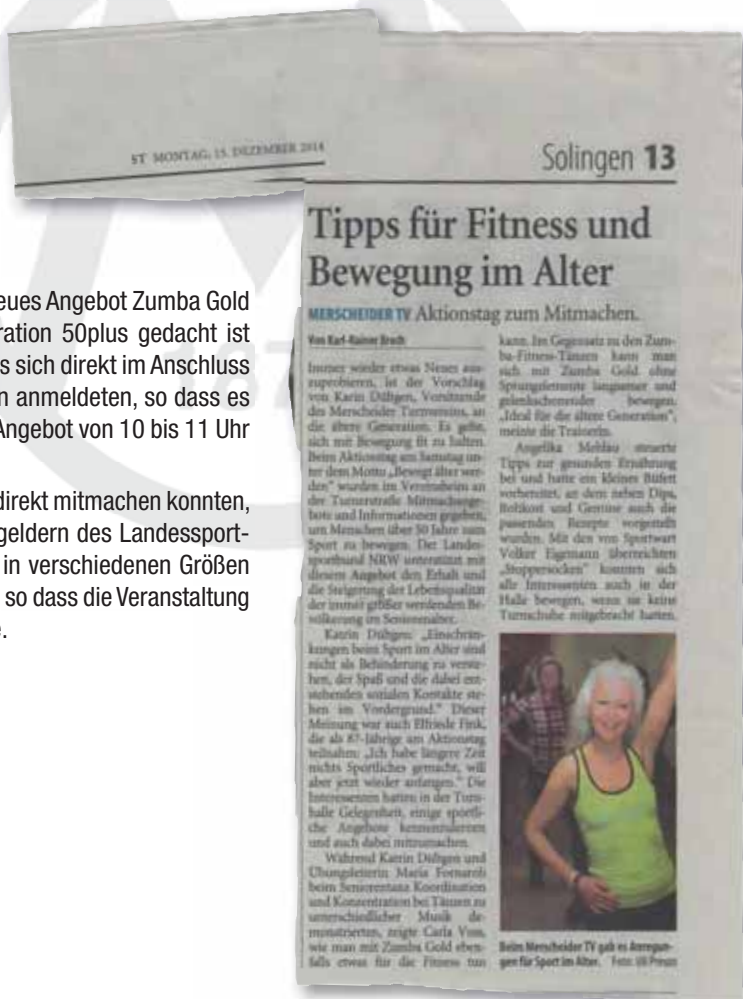 ST MONTAG, 15. DEZEMBER 2014
Solingen 13
Tipps für Fitness und
Bewegung im Alter
MERSCHEIDER TV Aktionstag zum Mitmachen.
Von Karl-Rainer Broch
Immer wieder etwas Neues aus-
zuprobieren, ist der Vorschlag
von Karin Dültgen, Vorsitzende
des Merscheider Turnvereins, an
die ältere Generation. Es geht,
sich mit Bewegung fit zu halten.
Beim Aktionstag am Samstag un-
ter dem Motto „Bewegt älter wer-
den“ wurden im Vereinsheim an
der Turnerstraße Mitmachange-
bote und Informationen gegeben,
um Menschen über 50 Jahre zum
Sport zu bewegen. Der Landes-
sportbund NRW unterstützt mit
diesem Angebot den Erhalt und
die Steigerung der Lebensqualität
der immer größer werdenden Be-
völkerung im Seniorenalter.
Katrin Dültgen: „Einschrän-
kungen beim Sport im Alter sind
nicht als Behinderung zu verste-
hen, der Spaß und die dabei ent-
stehenden sozialen Kontakte ste-
hen im Vordergrund.“ Dieser
Meinung war auch Elfriede Fink,
die als 87-Jährige am Aktionstag
teilnahm: „Ich habe längere Zeit
nichts Sportliches gemacht, will
aber jetzt wieder anfangen.“ Die
Interessenten hatten in der Turn-
halle Gelegenheit, einige sportli-
che Angebote kennenzulernen
und auch dabei mitzumachen.
Während Katrin Dültgen und
Übungsleiterin Maria Fornaroli
beim Seniorentanz Koordination
und Konzentration bei Tänzen zu
unterschiedlicher Musik de-
monstrierten, zeigte Carla Voss,
wie man mit Zumba Gold eben-
falls etwas für die Fitness tun
kann. Im Gegensatz zu den Zum-
ba-Fitness-Tänzen kann man
sich mit Zumba Gold ohne
Sprungelemente langsamer und
gelenkschonender bewegen.
„Ideal für die ältere Generation“,
meinte die Trainerin.
Angelika Mehlau steuerte
Tipps zur gesunden Ernährung
bei und hatte ein kleines Büfett
vorbereitet, an dem neben Dips,
Rohkost und Gemüse auch die
passenden Rezepte vorgestellt
wurden. Mit den von Sportwart
Volker Eigemann überreichten
„Stoppersocken“ konnten sich
alle Interessenten auch in der
Halle bewegen, wenn sie keine
Turnschuhe mitgebracht hatten.
Beim Merscheider TV gab es Anregun-
gen für Sport im Alter. Foto: Uli Preuss
eues Angebot Zumba Gold
ration 50plus gedacht ist
s sich direkt im Anschluss
n anmeldeten, so dass es
Angebot von 10 bis 11 Uhr
direkt mitmachen konnten,
geldern des Landessport-
in verschiedenen Größen
so dass die Veranstaltung